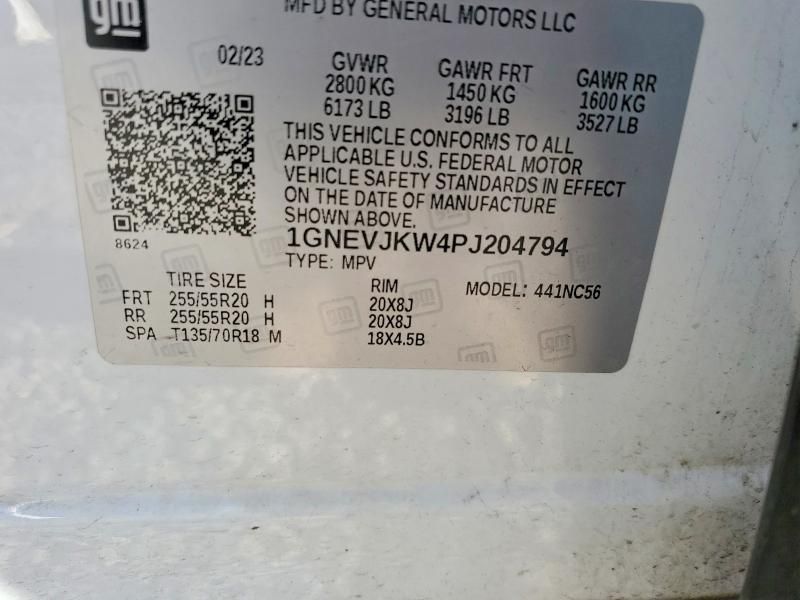 gm
MFD BY GENERAL MOTORS LLC
02/23 GVWR GAWR FRT GAWR RR
2800 KG 1450 KG 1600 KG
6173 LB 3196 LB 3527 LB
THIS VEHICLE CONFORMS TO ALL
APPLICABLE U.S. FEDERAL MOTOR
VEHICLE SAFETY STANDARDS IN EFFECT
ON THE DATE OF MANUFACTURE
SHOWN ABOVE.
8624
1GNEVJKW4PJ204794
TYPE: MPV
TIRE SIZE RIM MODEL: 441NC56
FRT 255/55R20 H 20X8J
RR 255/55R20 H 20X8J
SPA T135/70R18 M 18X4.5B